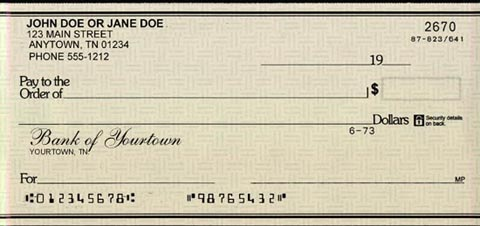 JOHN DOE OR JANE DOE
2670
123 MAIN STREET
87-823/641
ANYTOWN, TN 01234
PHONE 555-1212
19
Pay to the
Order of
$
Dollars
Security details
on back.
6-73
Bank of Yourtown
YOURTOWN, TN
For
MP
⑆012345678⑆ ⑈98765432⑈